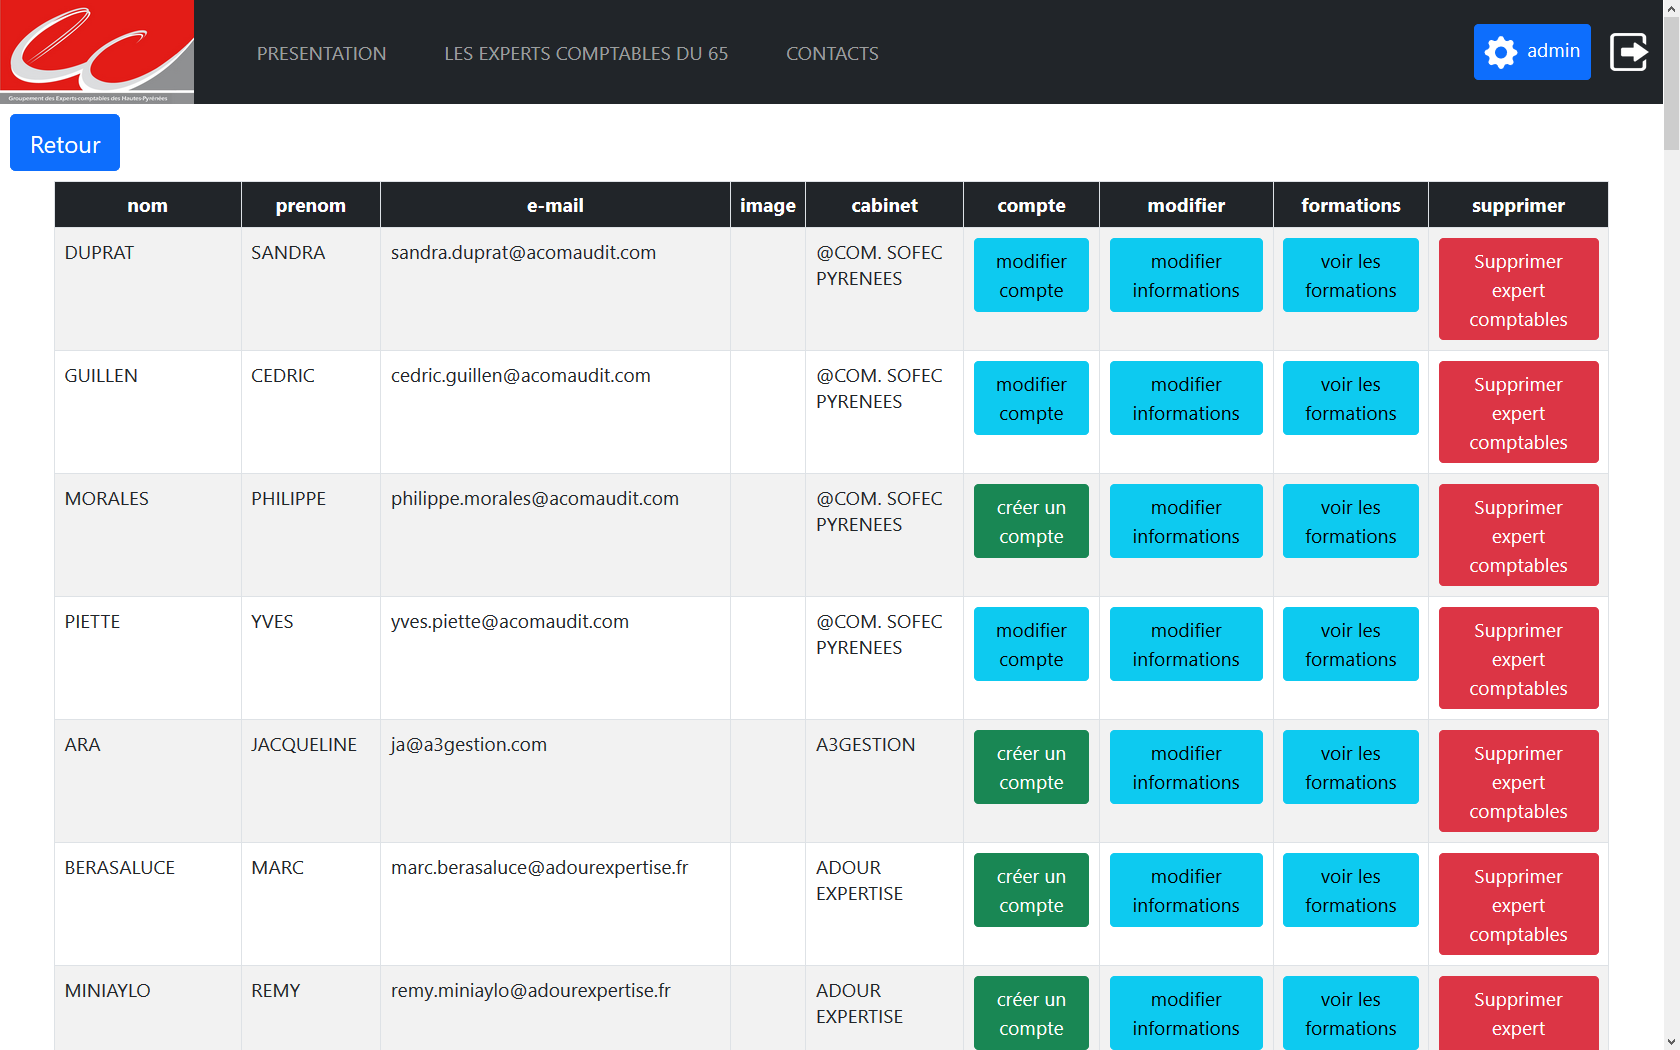 Groupement des Experts-comptables des Hautes-Pyrénées
PRESENTATION LES EXPERTS COMPTABLES DU 65 CONTACTS admin
Retour
nom prenom e-mail image cabinet compte modifier formations supprimer
DUPRAT SANDRA sandra.duprat@acomaudit.com @COM. SOFEC
PYRENEES
modifier
compte
modifier
informations
voir les
formations
Supprimer
expert
comptables
GUILLEN CEDRIC cedric.guillen@acomaudit.com @COM. SOFEC
PYRENEES
modifier
compte
modifier
informations
voir les
formations
Supprimer
expert
comptables
MORALES PHILIPPE philippe.morales@acomaudit.com @COM. SOFEC
PYRENEES
créer un
compte
modifier
informations
voir les
formations
Supprimer
expert
comptables
PIETTE YVES yves.piette@acomaudit.com @COM. SOFEC
PYRENEES
modifier
compte
modifier
informations
voir les
formations
Supprimer
expert
comptables
ARA JACQUELINE ja@a3gestion.com A3GESTION
créer un
compte
modifier
informations
voir les
formations
Supprimer
expert
comptables
BERASALUCE MARC marc.berasaluce@adourexpertise.fr ADOUR
EXPERTISE
créer un
compte
modifier
informations
voir les
formations
Supprimer
expert
comptables
MINIAYLO REMY remy.miniaylo@adourexpertise.fr ADOUR
EXPERTISE
créer un
compte
modifier
informations
voir les
formations
Supprimer
expert